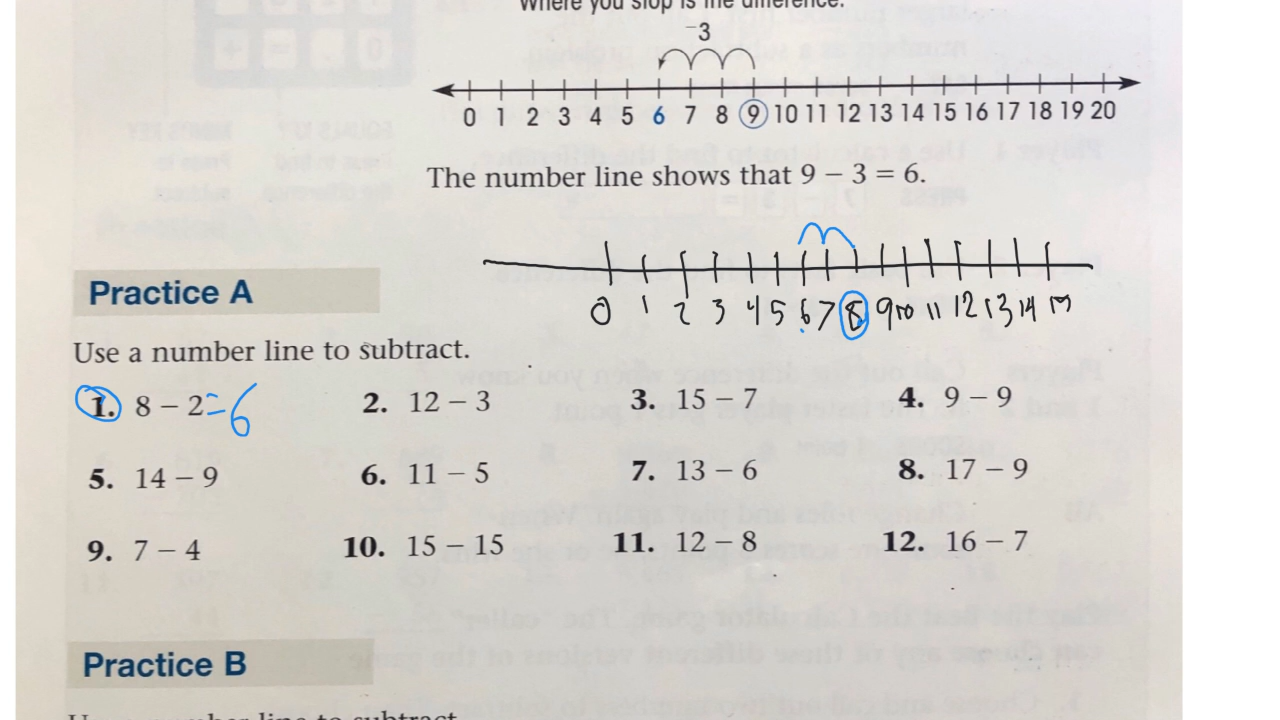 Where you stop is the difference.
−3
0 1 2 3 4 5 6 7 8 9 10 11 12 13 14 15 16 17 18 19 20
The number line shows that 9 − 3 = 6.
0 1 2 3 4 5 6 7 8 9 10 11 12 13 14
Practice A
Use a number line to subtract.
1. 8 − 2 = 6 2. 12 − 3 3. 15 − 7 4. 9 − 9
5. 14 − 9 6. 11 − 5 7. 13 − 6 8. 17 − 9
9. 7 − 4 10. 15 − 15 11. 12 − 8 12. 16 − 7
Practice B
Use a number line to subtract.